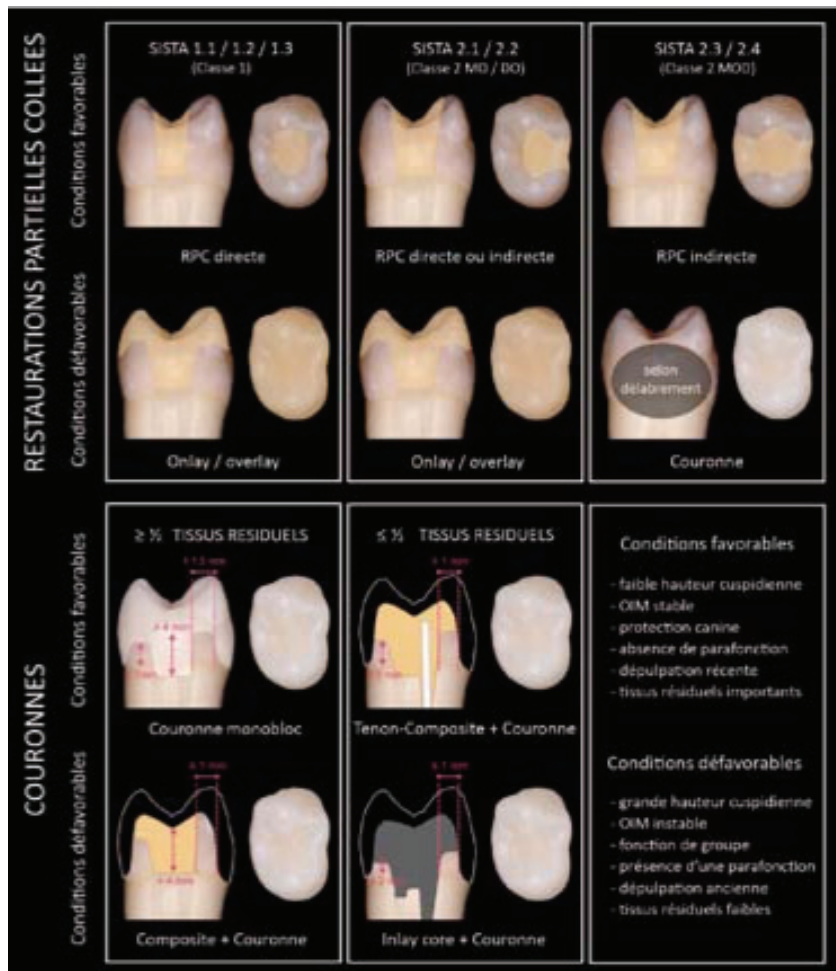 RESTAURATIONS PARTIELLES COLLEES
Conditions favorables
Conditions défavorables
SiSTA 1.1 / 1.2 / 1.3
(Classe 1)
RPC directe
Onlay / overlay
SiSTA 2.1 / 2.2
(Classe 2 MO / DO)
RPC directe ou indirecte
Onlay / overlay
SiSTA 2.3 / 2.4
(Classe 2 MOD)
RPC indirecte
selon
délabrement
Couronne
COURONNES
Conditions favorables
Conditions défavorables
≥ ½ TISSUS RESIDUELS
Couronne monobloc
Composite + Couronne
≤ ½ TISSUS RESIDUELS
Tenon-Composite + Couronne
Inlay core + Couronne
Conditions favorables
- faible hauteur cuspidienne
- OIM stable
- protection canine
- absence de parafonction
- dépulpation récente
- tissus résiduels importants
Conditions défavorables
- grande hauteur cuspidienne
- OIM instable
- fonction de groupe
- présence d'une parafonction
- dépulpation ancienne
- tissus résiduels faibles